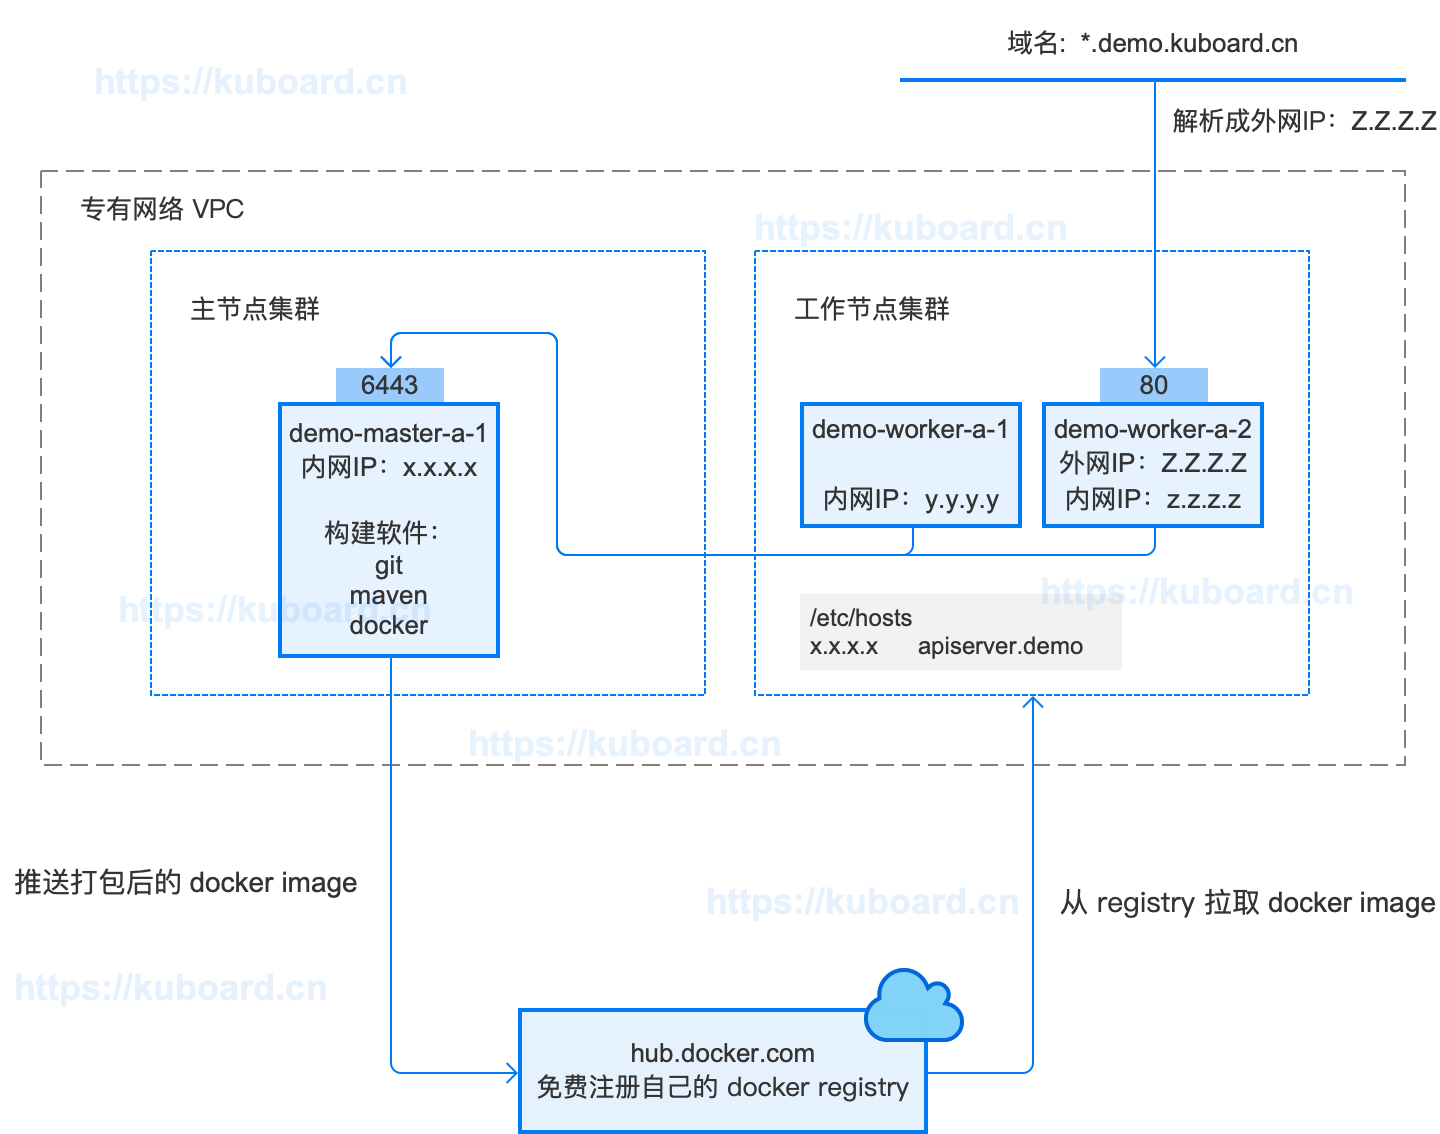 域名：*.demo.kuboard.cn
https://kuboard.cn
解析成外网IP：Z.Z.Z.Z
专有网络 VPC
https://kuboard.cn
主节点集群
工作节点集群
6443
80
demo-master-a-1
内网IP：x.x.x.x
构建软件：
git
maven
docker
demo-worker-a-1
内网IP：y.y.y.y
demo-worker-a-2
外网IP：Z.Z.Z.Z
内网IP：z.z.z.z
https://kuboard.cn
https://kuboard.cn
/etc/hosts
x.x.x.x apiserver.demo
https://kuboard.cn
推送打包后的 docker image
https://kuboard.cn
从 registry 拉取 docker image
https://kuboard.cn
hub.docker.com
免费注册自己的 docker registry